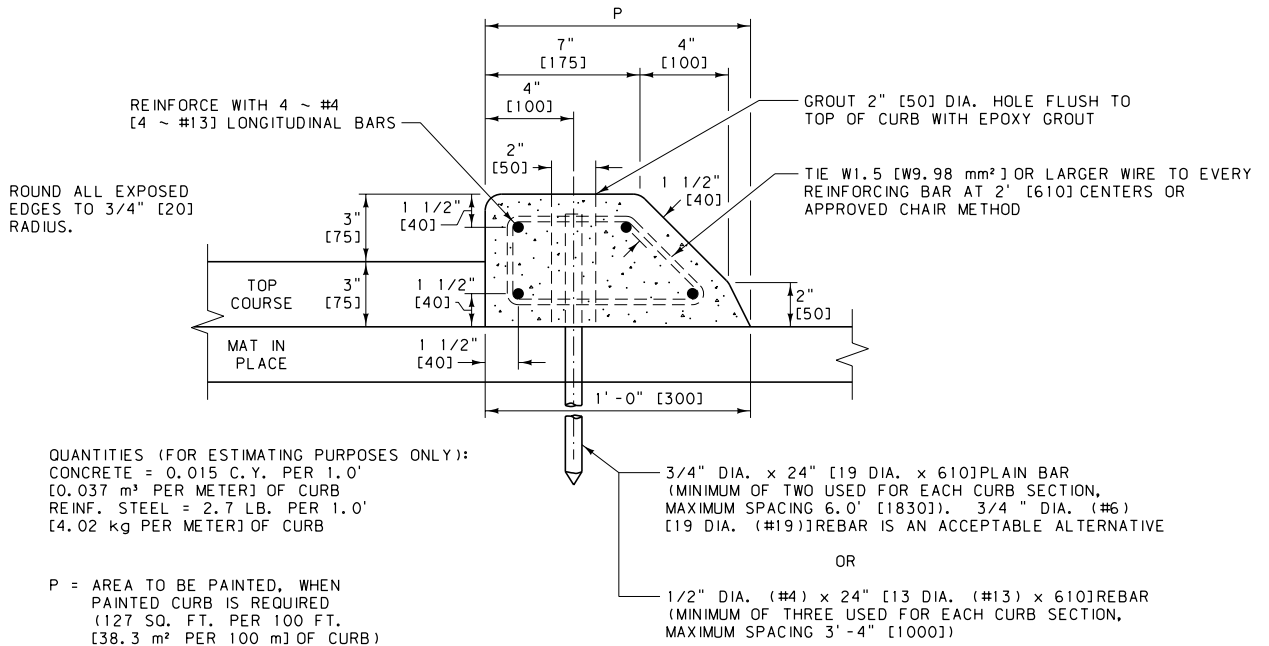 P
7"
[175]
4"
[100]
4"
[100]
REINFORCE WITH 4 ~ #4
[4 ~ #13] LONGITUDINAL BARS
GROUT 2" [50] DIA. HOLE FLUSH TO
TOP OF CURB WITH EPOXY GROUT
2"
[50]
1 1/2"
[40]
TIE W1.5 [W9.98 mm²] OR LARGER WIRE TO EVERY
REINFORCING BAR AT 2' [610] CENTERS OR
APPROVED CHAIR METHOD
ROUND ALL EXPOSED
EDGES TO 3/4" [20]
RADIUS.
3"
[75]
1 1/2"
[40]
TOP
COURSE
3"
[75]
1 1/2"
[40]
2"
[50]
MAT IN
PLACE
1 1/2"
[40]
1'-0" [300]
QUANTITIES (FOR ESTIMATING PURPOSES ONLY):
CONCRETE = 0.015 C.Y. PER 1.0'
[0.037 m³ PER METER] OF CURB
REINF. STEEL = 2.7 LB. PER 1.0'
[4.02 kg PER METER] OF CURB
3/4" DIA. x 24" [19 DIA. x 610]PLAIN BAR
(MINIMUM OF TWO USED FOR EACH CURB SECTION,
MAXIMUM SPACING 6.0' [1830]). 3/4 " DIA. (#6)
[19 DIA. (#19)]REBAR IS AN ACCEPTABLE ALTERNATIVE
OR
1/2" DIA. (#4) x 24" [13 DIA. (#13) x 610]REBAR
(MINIMUM OF THREE USED FOR EACH CURB SECTION,
MAXIMUM SPACING 3'-4" [1000])
P = AREA TO BE PAINTED, WHEN
PAINTED CURB IS REQUIRED
(127 SQ. FT. PER 100 FT.
[38.3 m² PER 100 m] OF CURB)